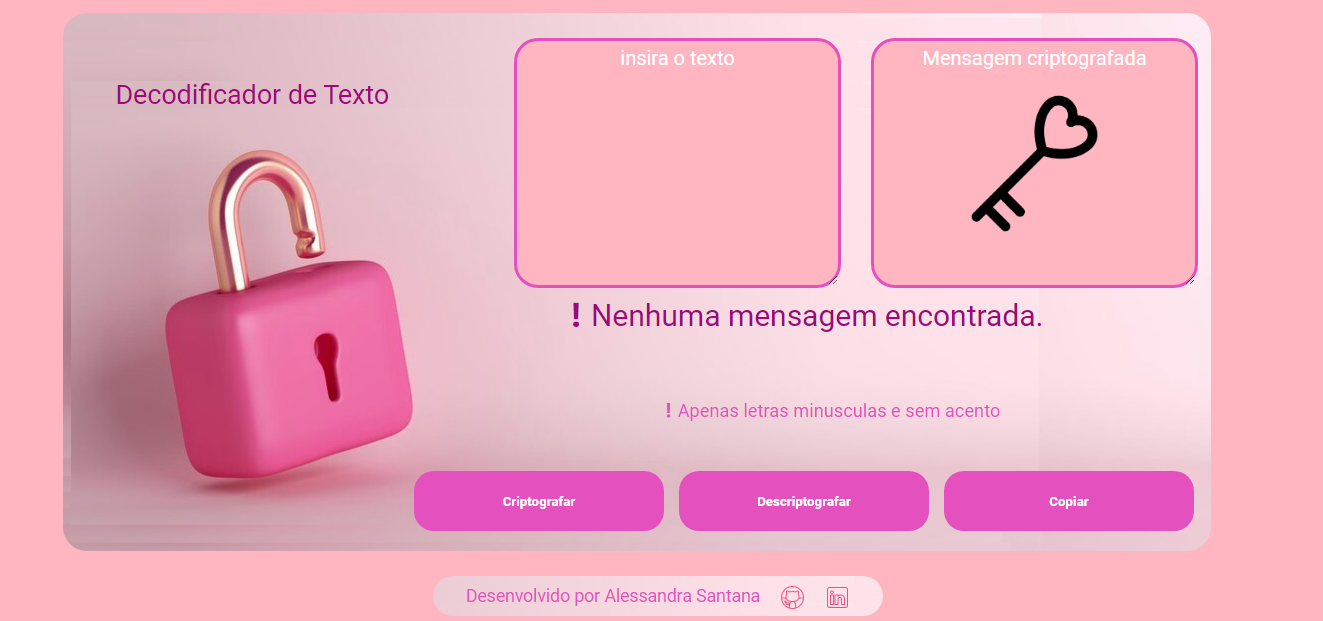 Decodificador de Texto
insira o texto
Mensagem criptografada
! Nenhuma mensagem encontrada.
! Apenas letras minusculas e sem acento
Criptografar
Descriptografar
Copiar
Desenvolvido por Alessandra Santana
in